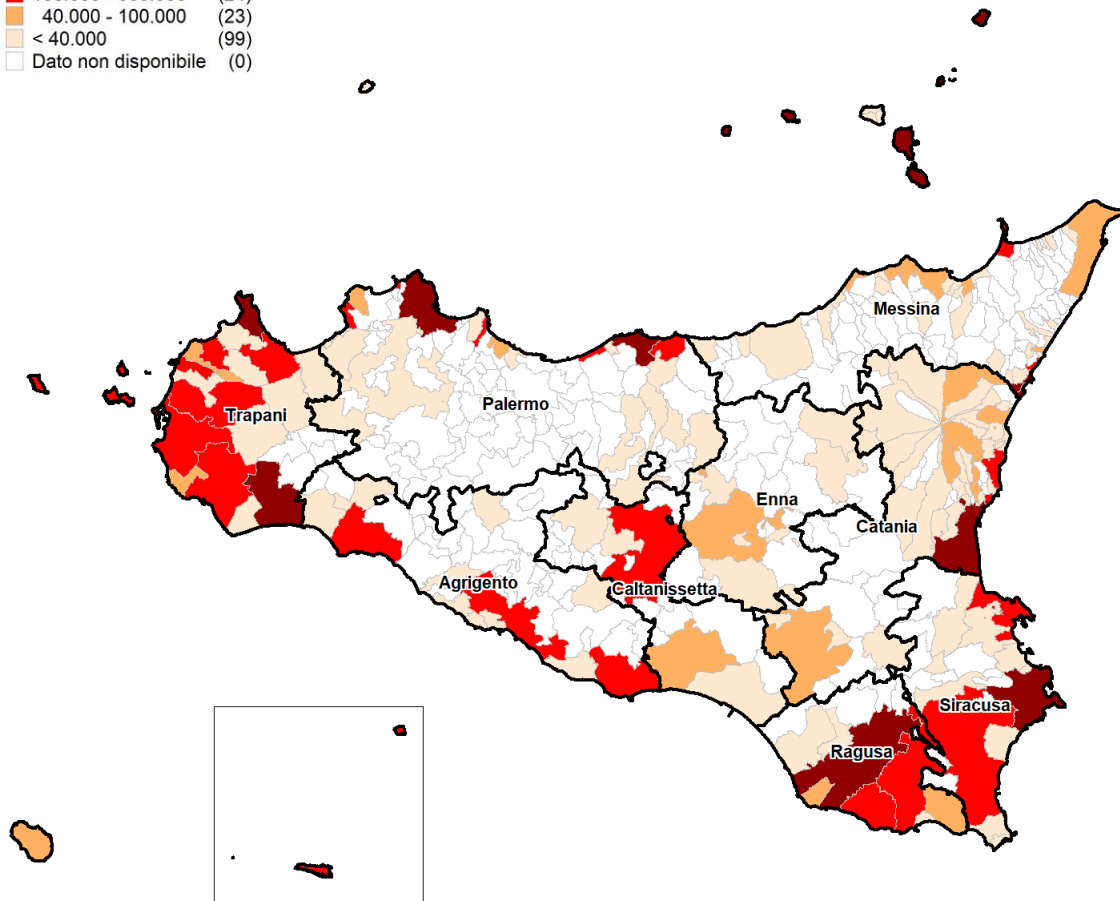 40.000 - 100.000 (23)
< 40.000 (99)
Dato non disponibile (0)
Messina
Palermo
Trapani
Enna
Catania
Agrigento
Caltanissetta
Siracusa
Ragusa